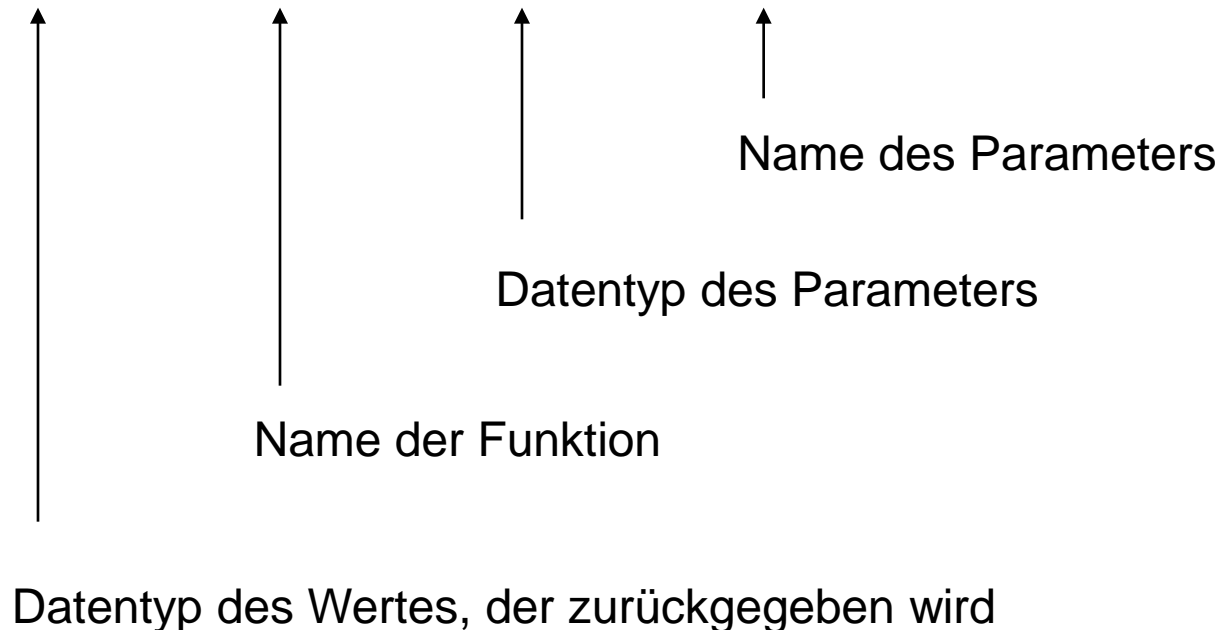 Name des Parameters
Datentyp des Parameters
Name der Funktion
Datentyp des Wertes, der zurückgegeben wird